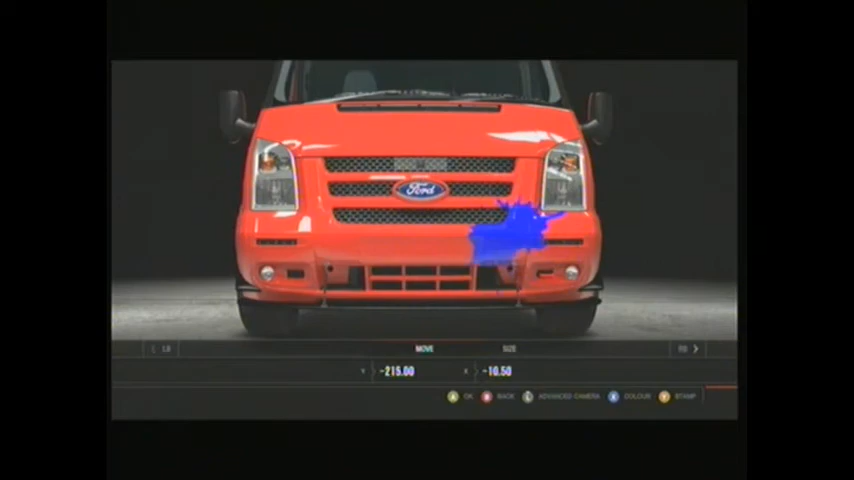 Ford
LB MOVE SIZE RB
Y -215.00 X -10.50
A OK B BACK L ADVANCED CAMERA X COLOUR Y STAMP